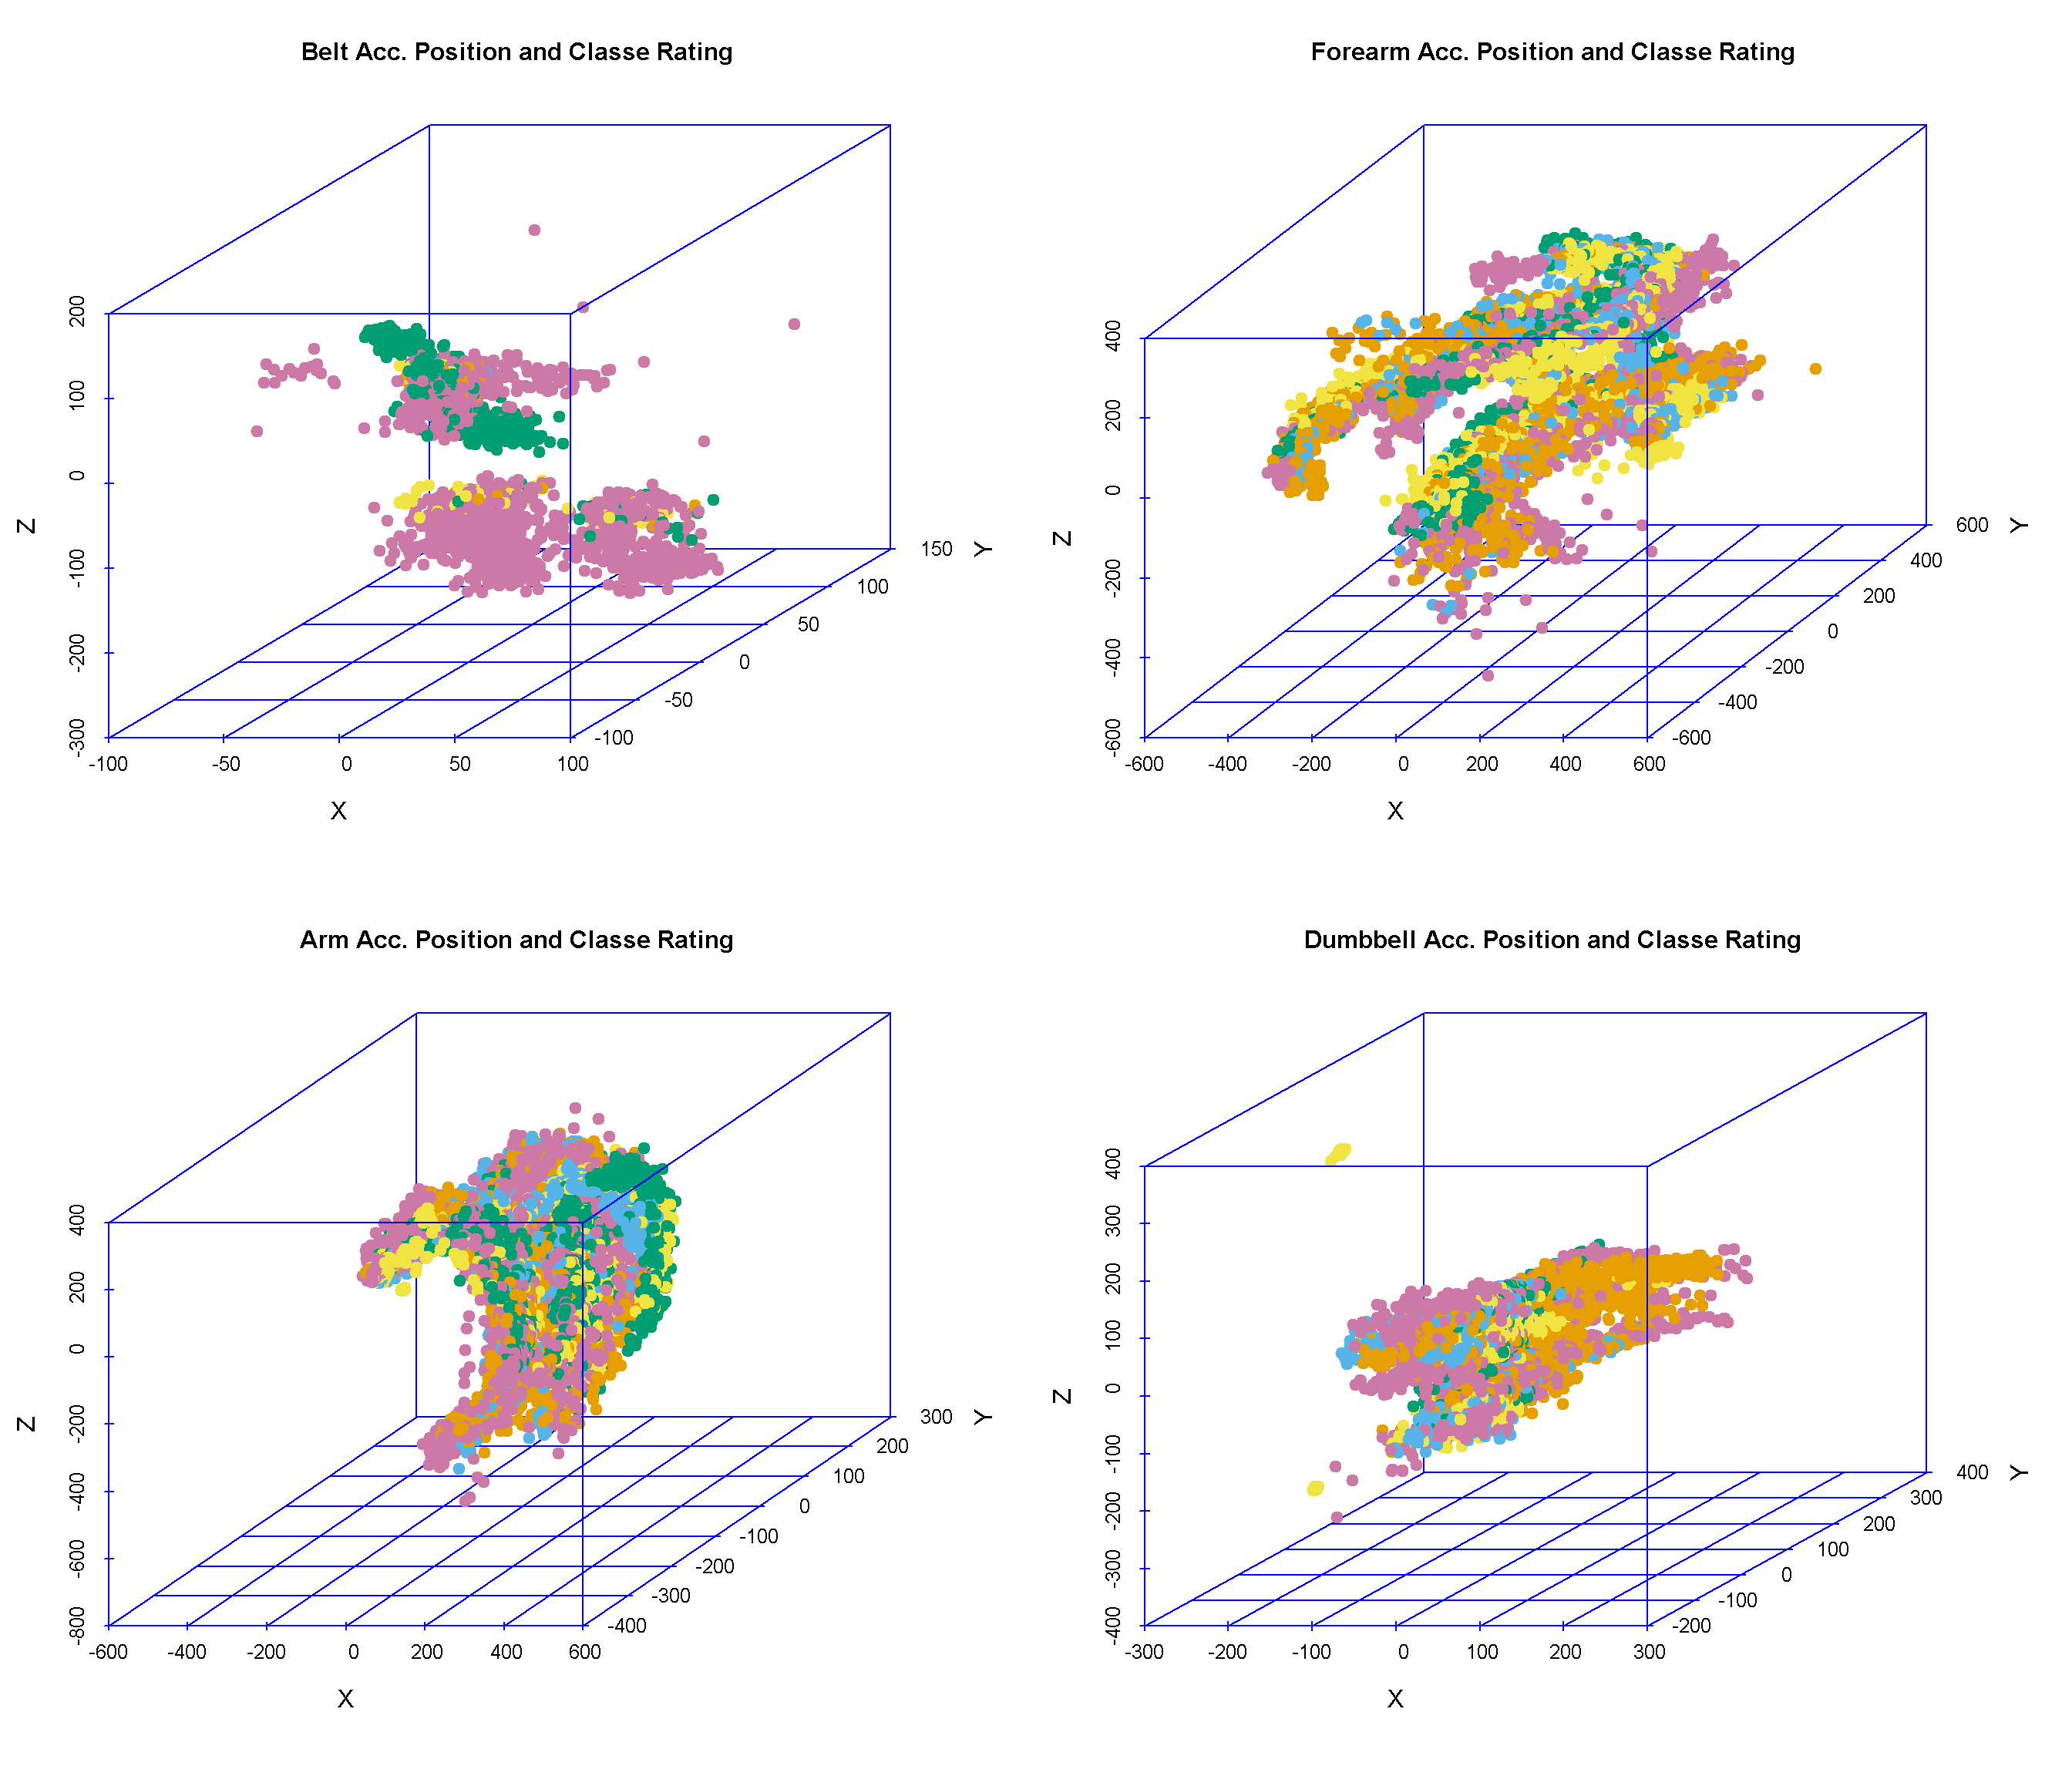 Belt Acc. Position and Classe Rating
200
100
0
-100
-200
-300
Z
-100 -50 0 50 100
X
-100
-50
0
50
100
150
Y
Forearm Acc. Position and Classe Rating
400
200
0
-200
-400
-600
Z
-600 -400 -200 0 200 400 600
X
-600
-400
-200
0
200
400
600
Y
Arm Acc. Position and Classe Rating
400
200
0
-200
-400
-600
-800
Z
-600 -400 -200 0 200 400 600
X
-400
-300
-200
-100
0
100
200
300
Y
Dumbbell Acc. Position and Classe Rating
400
300
200
100
0
-100
-200
-300
-400
Z
-300 -200 -100 0 100 200 300
X
-200
-100
0
100
200
300
400
Y